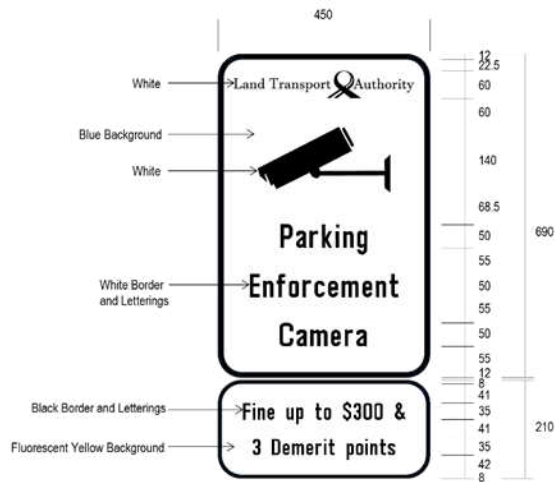 450
White
Land Transport Authority
Blue Background
White
Parking
White Border
and Letterings
Enforcement
Camera
Black Border and Letterings
Fine up to $300 &
Fluorescent Yellow Background
3 Demerit points
12
22.5
60
60
140
68.5
50
55
50
55
50
55
12
8
41
35
41
35
42
8
690
210